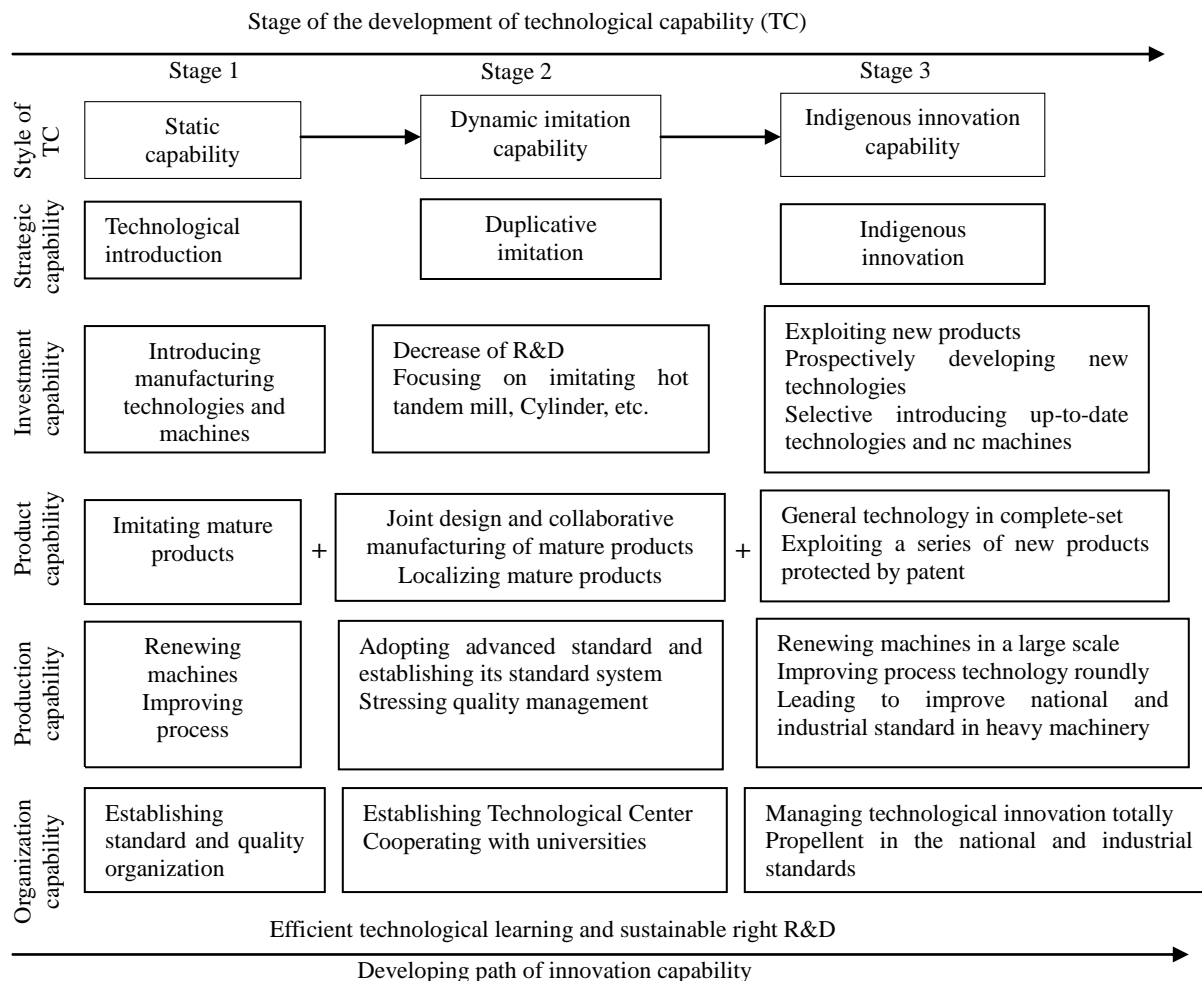 Stage of the development of technological capability (TC)
Stage 1
Stage 2
Stage 3
Style of
TC
Static
capability
Dynamic imitation
capability
Indigenous innovation
capability
Strategic
capability
Technological
introduction
Duplicative
imitation
Indigenous
innovation
Investment
capability
Introducing
manufacturing
technologies and
machines
Decrease of R&D
Focusing on imitating hot
tandem mill, Cylinder, etc.
Exploiting new products
Prospectively developing new
technologies
Selective introducing up-to-date
technologies and nc machines
Product
capability
Imitating mature
products
+
Joint design and collaborative
manufacturing of mature products
Localizing mature products
+
General technology in complete-set
Exploiting a series of new products
protected by patent
Production
capability
Renewing
machines
Improving
process
Adopting advanced standard and
establishing its standard system
Stressing quality management
Renewing machines in a large scale
Improving process technology roundly
Leading to improve national and
industrial standard in heavy machinery
Organization
capability
Establishing
standard and quality
organization
Establishing Technological Center
Cooperating with universities
Managing technological innovation totally
Propellent in the national and industrial
standards
Efficient technological learning and sustainable right R&D
Developing path of innovation capability